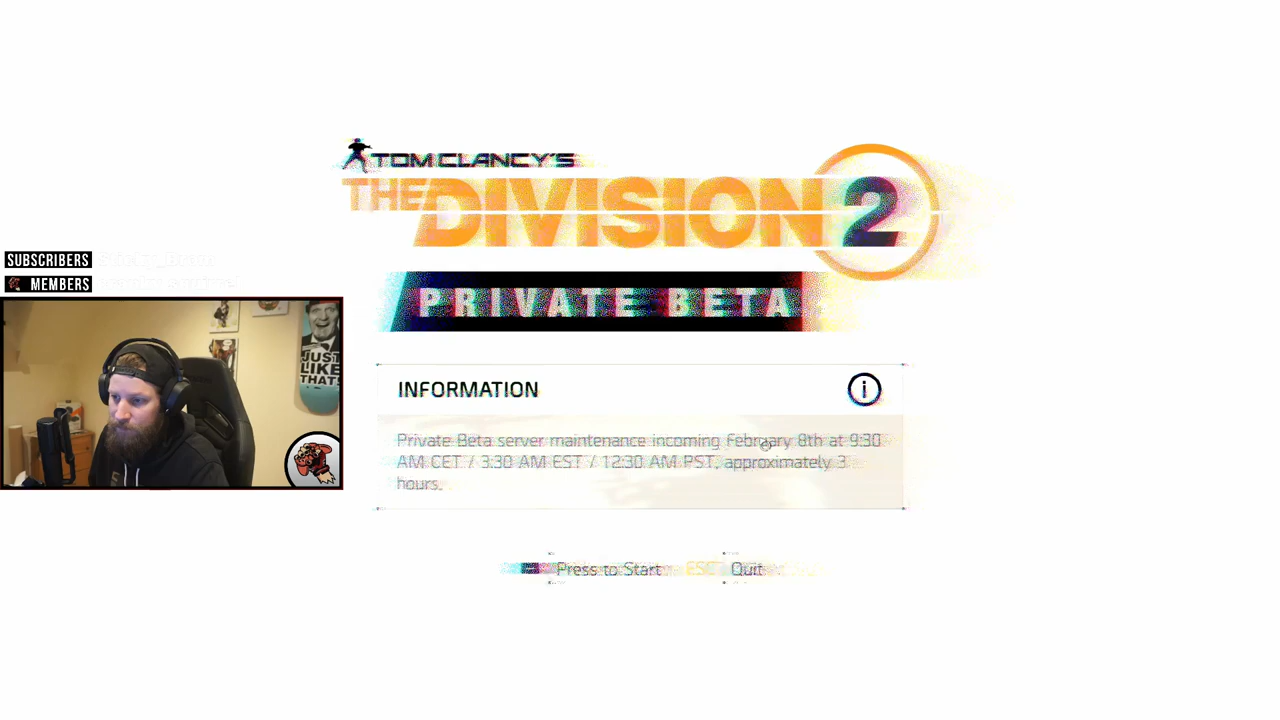 TOM CLANCY'S
THE DIVISION 2
PRIVATE BETA
SUBSCRIBERS
MEMBERS
JUST
LIKE
THAT.
INFORMATION
i
Private Beta server maintenance incoming February 8th at 9:30
AM CET / 3:30 AM EST / 12:30 AM PST, approximately 3
hours.
Press to Start ESC Quit